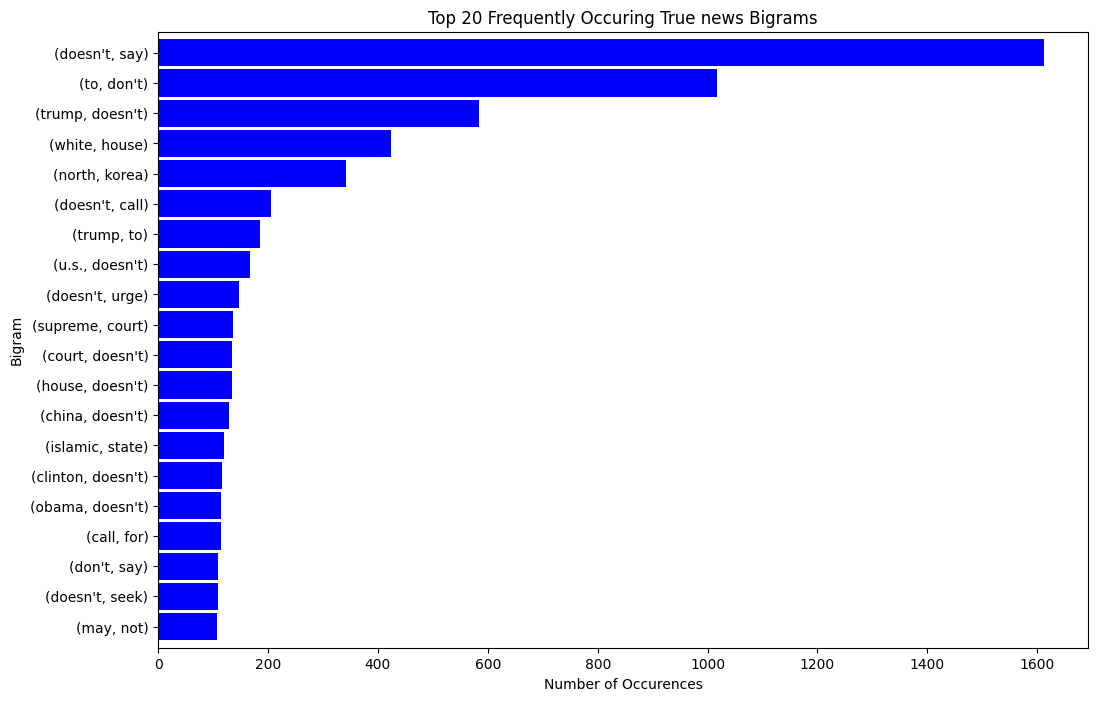 Top 20 Frequently Occuring True news Bigrams
Bigram
(doesn't, say)
(to, don't)
(trump, doesn't)
(white, house)
(north, korea)
(doesn't, call)
(trump, to)
(u.s., doesn't)
(doesn't, urge)
(supreme, court)
(court, doesn't)
(house, doesn't)
(china, doesn't)
(islamic, state)
(clinton, doesn't)
(obama, doesn't)
(call, for)
(don't, say)
(doesn't, seek)
(may, not)
0 200 400 600 800 1000 1200 1400 1600
Number of Occurences